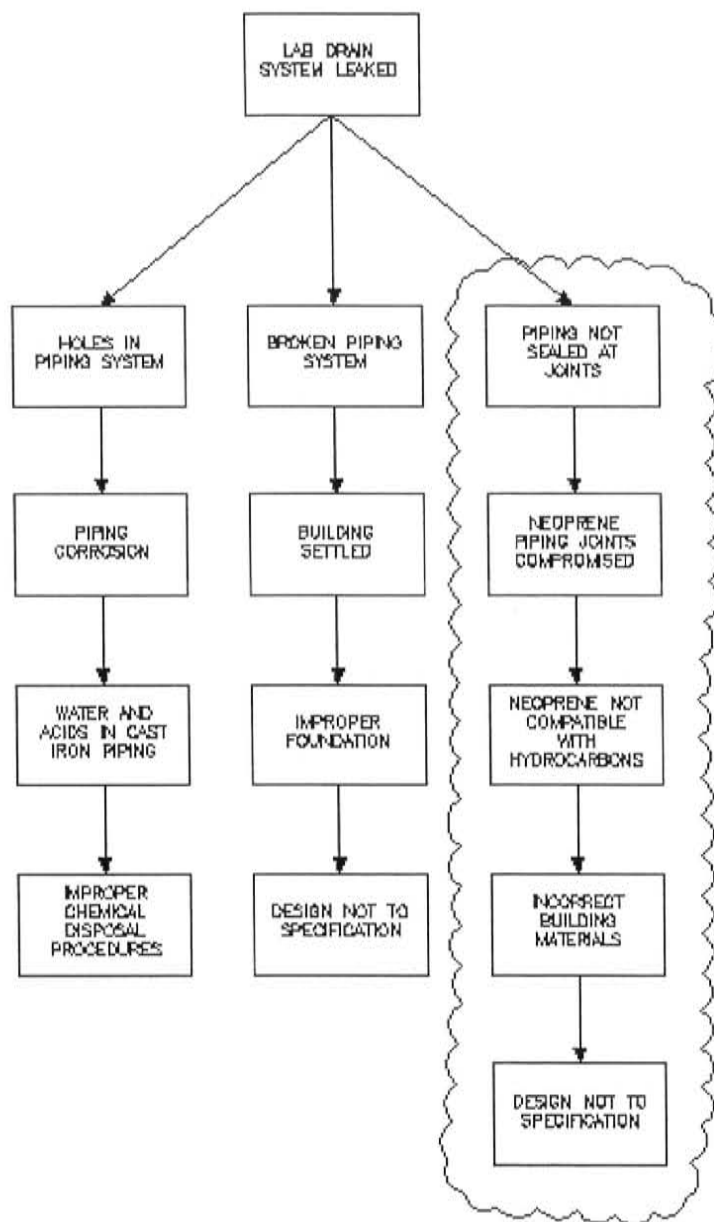 LAB DRAIN
SYSTEM LEAKED
HOLES IN
PIPING SYSTEM
BROKEN PIPING
SYSTEM
PIPING NOT
SEALED AT
JOINTS
PIPING
CORROSION
BUILDING
SETTLED
NEOPRENE
PIPING JOINTS
COMPROMISED
WATER AND
ACIDS IN CAST
IRON PIPING
IMPROPER
FOUNDATION
NEOPRENE NOT
COMPATIBLE
WITH
HYDROCARBONS
IMPROPER
CHEMICAL
DISPOSAL
PROCEDURES
DESIGN NOT TO
SPECIFICATION
INCORRECT
BUILDING
MATERIALS
DESIGN NOT TO
SPECIFICATION